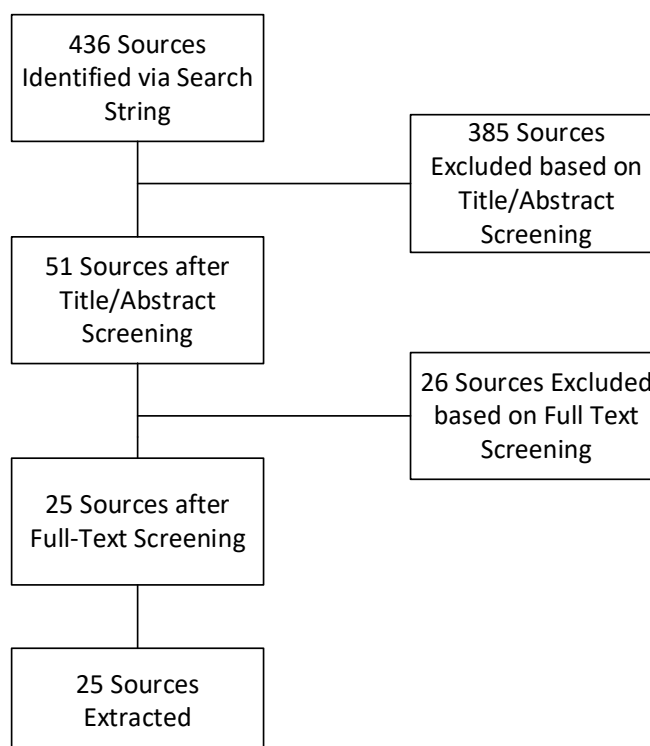 436 Sources
Identified via Search
String
385 Sources
Excluded based on
Title/Abstract
Screening
51 Sources after
Title/Abstract
Screening
26 Sources Excluded
based on Full Text
Screening
25 Sources after
Full-Text Screening
25 Sources
Extracted